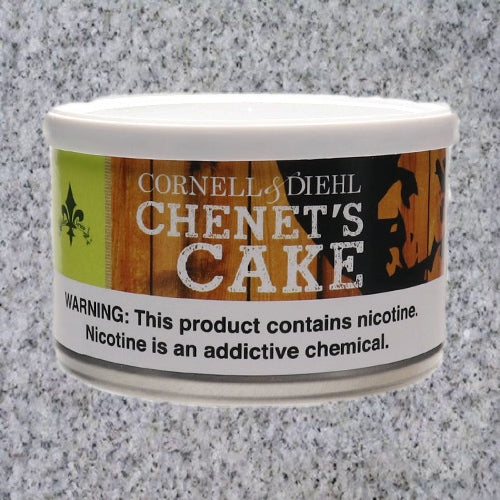 CORNELL & DIEHL
CHENET'S
CAKE
WARNING: This product contains nicotine.
Nicotine is an addictive chemical.